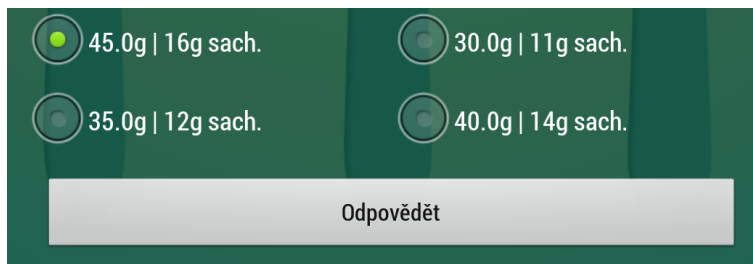 45.0g | 16g sach. 30.0g | 11g sach.
35.0g | 12g sach. 40.0g | 14g sach.
Odpovědět